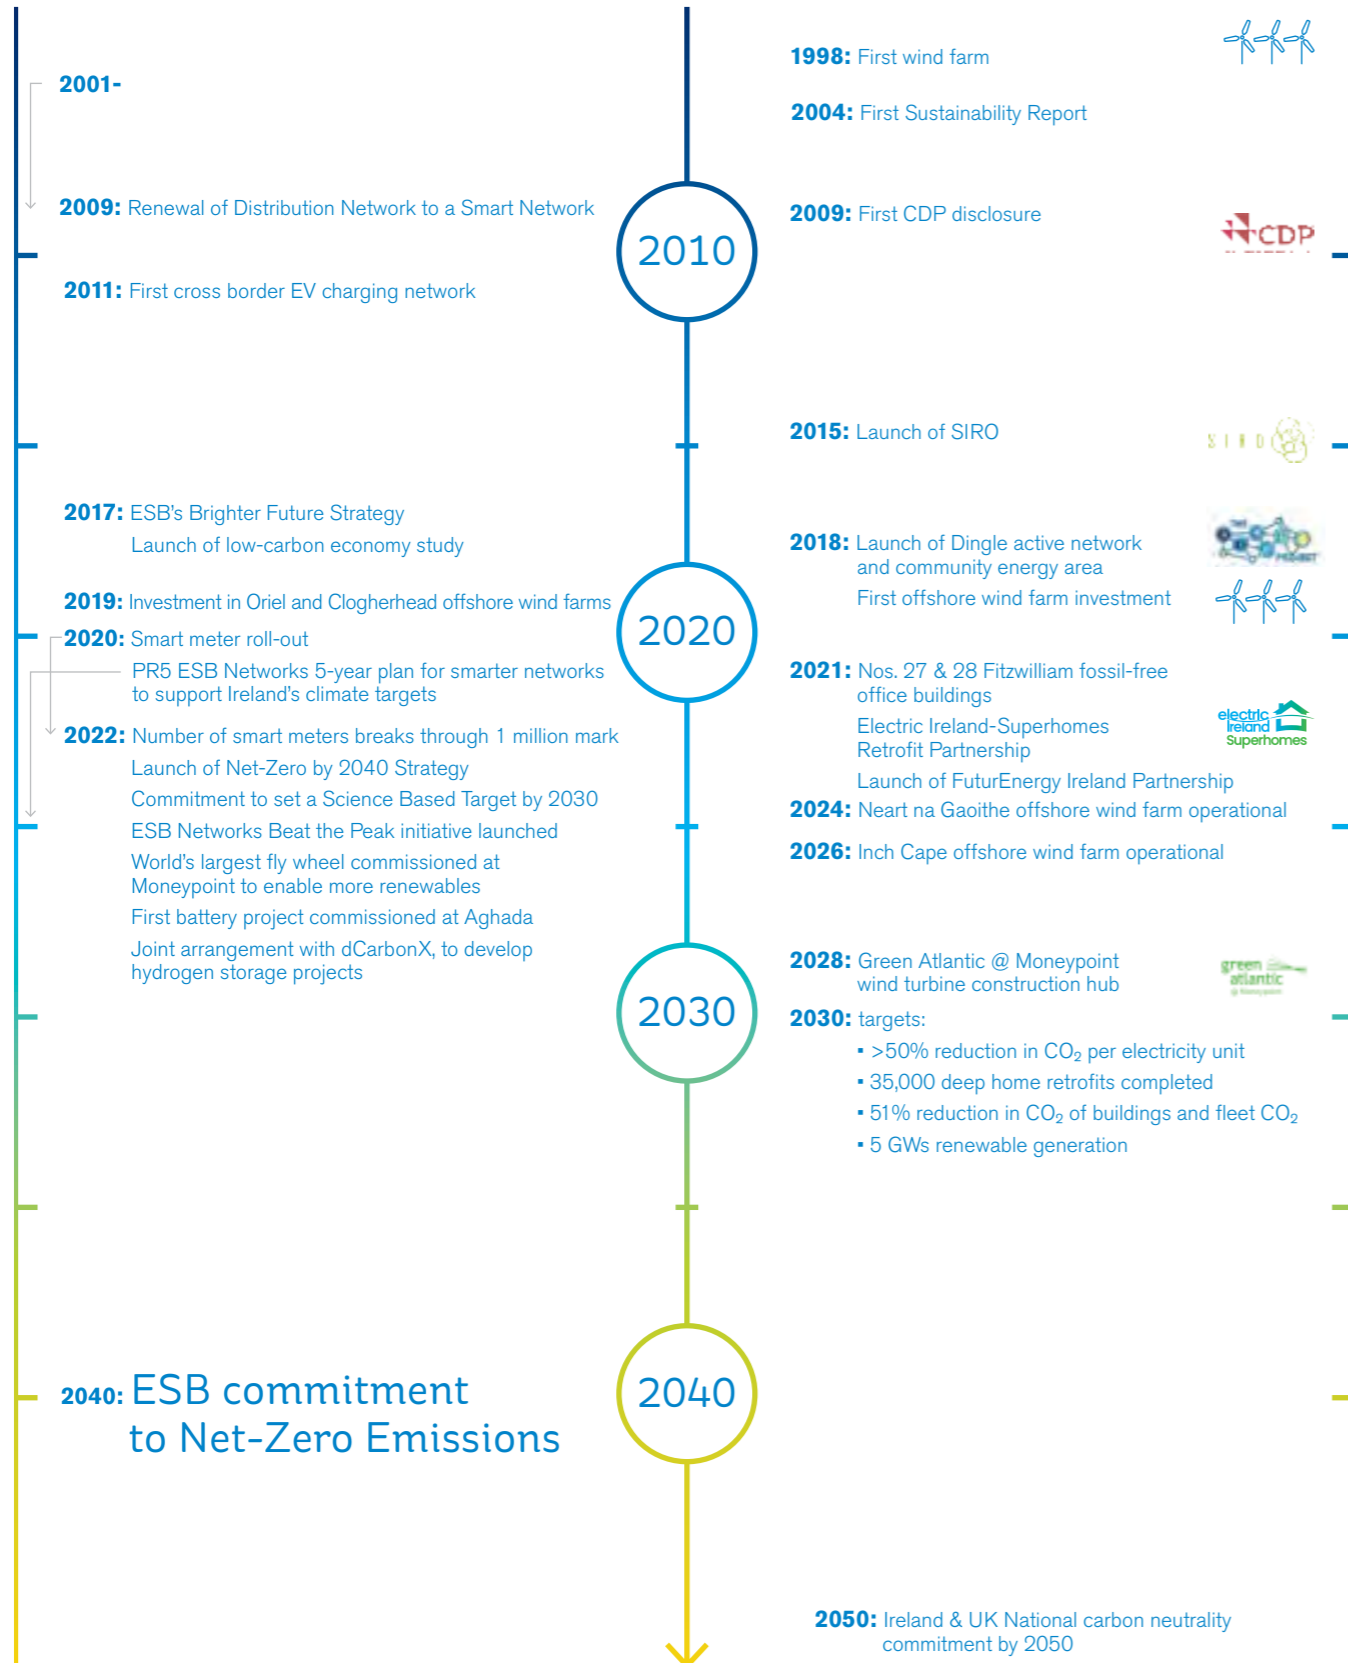 2001-
2009: Renewal of Distribution Network to a Smart Network
2011: First cross border EV charging network
2017: ESB's Brighter Future Strategy
Launch of low-carbon economy study
2019: Investment in Oriel and Clogherhead offshore wind farms
2020: Smart meter roll-out
PR5 ESB Networks 5-year plan for smarter networks
to support Ireland's climate targets
2022: Number of smart meters breaks through 1 million mark
Launch of Net-Zero by 2040 Strategy
Commitment to set a Science Based Target by 2030
ESB Networks Beat the Peak initiative launched
World's largest fly wheel commissioned at
Moneypoint to enable more renewables
First battery project commissioned at Aghada
Joint arrangement with dCarbonX, to develop
hydrogen storage projects
2040: ESB commitment
to Net-Zero Emissions
2010
2020
2030
2040
1998: First wind farm
2004: First Sustainability Report
2009: First CDP disclosure
CDP
2015: Launch of SIRO
SIRO
2018: Launch of Dingle active network
and community energy area
First offshore wind farm investment
2021: Nos. 27 & 28 Fitzwilliam fossil-free
office buildings
Electric Ireland-Superhomes
Retrofit Partnership
electric
Ireland
Superhomes
Launch of FuturEnergy Ireland Partnership
2024: Neart na Gaoithe offshore wind farm operational
2026: Inch Cape offshore wind farm operational
2028: Green Atlantic @ Moneypoint
wind turbine construction hub
green
atlantic
@ Moneypoint
2030: targets:
▪ >50% reduction in CO₂ per electricity unit
▪ 35,000 deep home retrofits completed
▪ 51% reduction in CO₂ of buildings and fleet CO₂
▪ 5 GWs renewable generation
2050: Ireland & UK National carbon neutrality
commitment by 2050